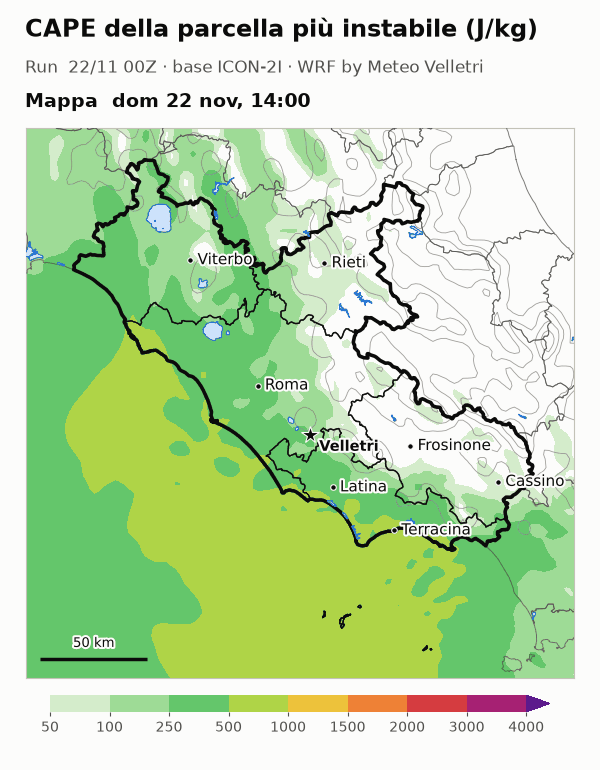 CAPE della parcella più instabile (J/kg)
Run 22/11 00Z · base ICON-2I · WRF by Meteo Velletri
Mappa dom 22 nov, 14:00
Viterbo
Rieti
Roma
Velletri
Frosinone
Cassino
Latina
Terracina
50 km
50 100 250 500 1000 1500 2000 3000 4000